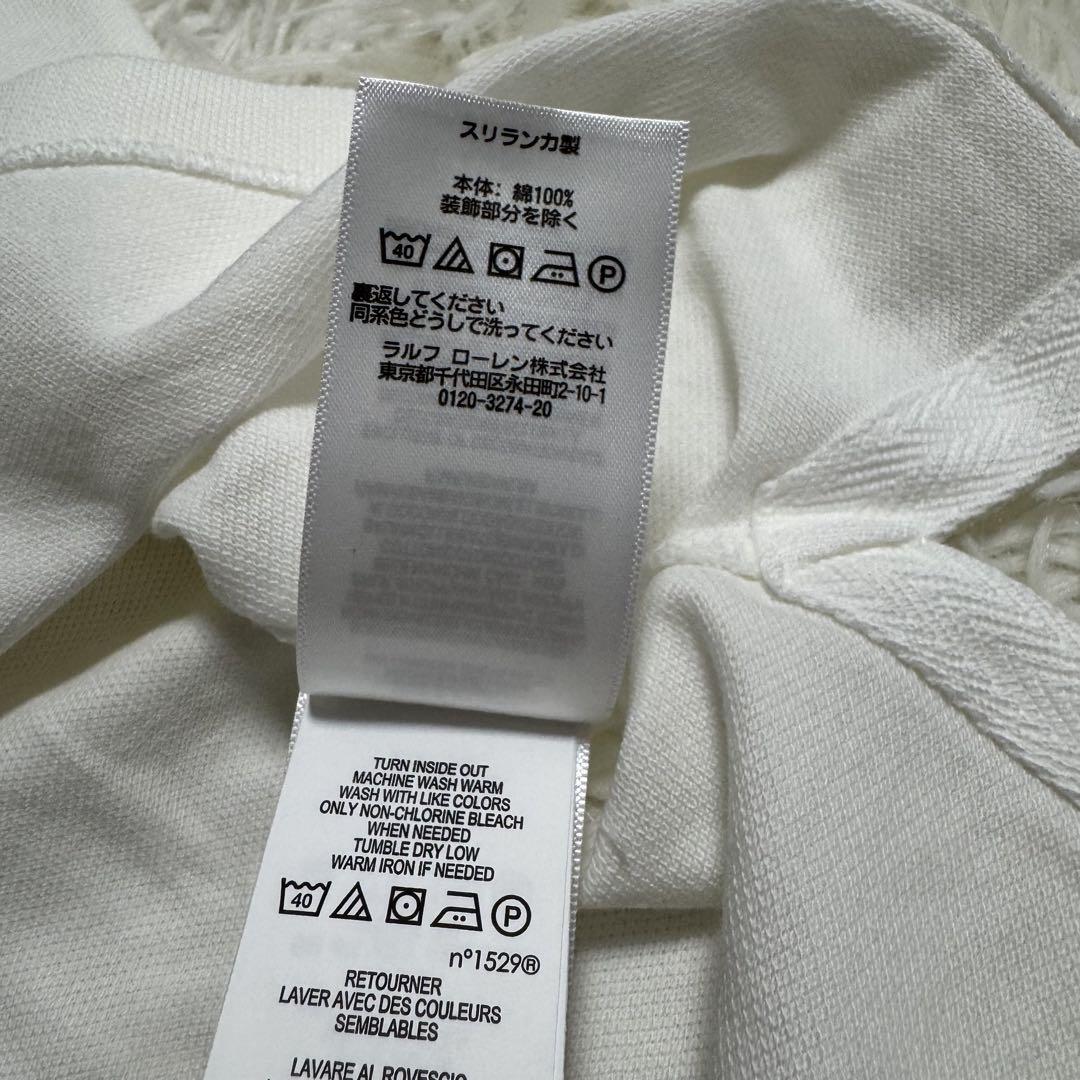 スリランカ製
本体: 綿100%
装飾部分を除く
40 P
裏返してください
同系色どうしで洗ってください
ラルフ ローレン株式会社
東京都千代田区永田町2-10-1
0120-3274-20
TURN INSIDE OUT
MACHINE WASH WARM
WASH WITH LIKE COLORS
ONLY NON-CHLORINE BLEACH
WHEN NEEDED
TUMBLE DRY LOW
WARM IRON IF NEEDED
40 P
n°1529®
RETOURNER
LAVER AVEC DES COULEURS
SEMBLABLES
LAVARE AL ROVESCIO